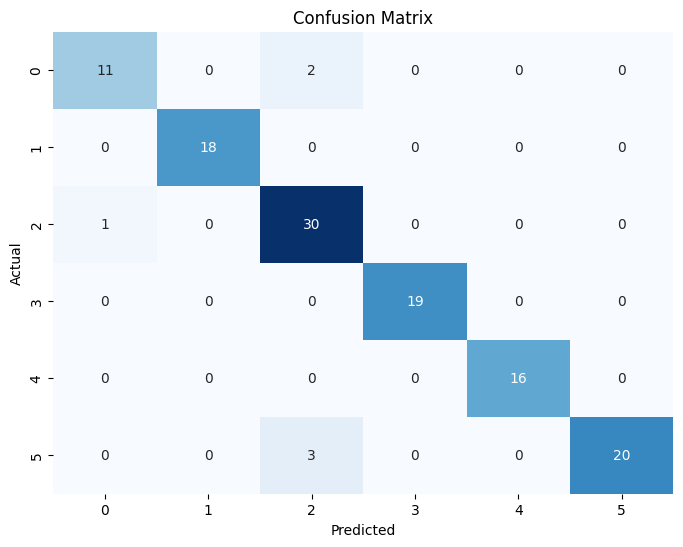 Confusion Matrix
Actual
0 11 0 2 0 0 0
1 0 18 0 0 0 0
2 1 0 30 0 0 0
3 0 0 0 19 0 0
4 0 0 0 0 16 0
5 0 0 3 0 0 20
0 1 2 3 4 5
Predicted